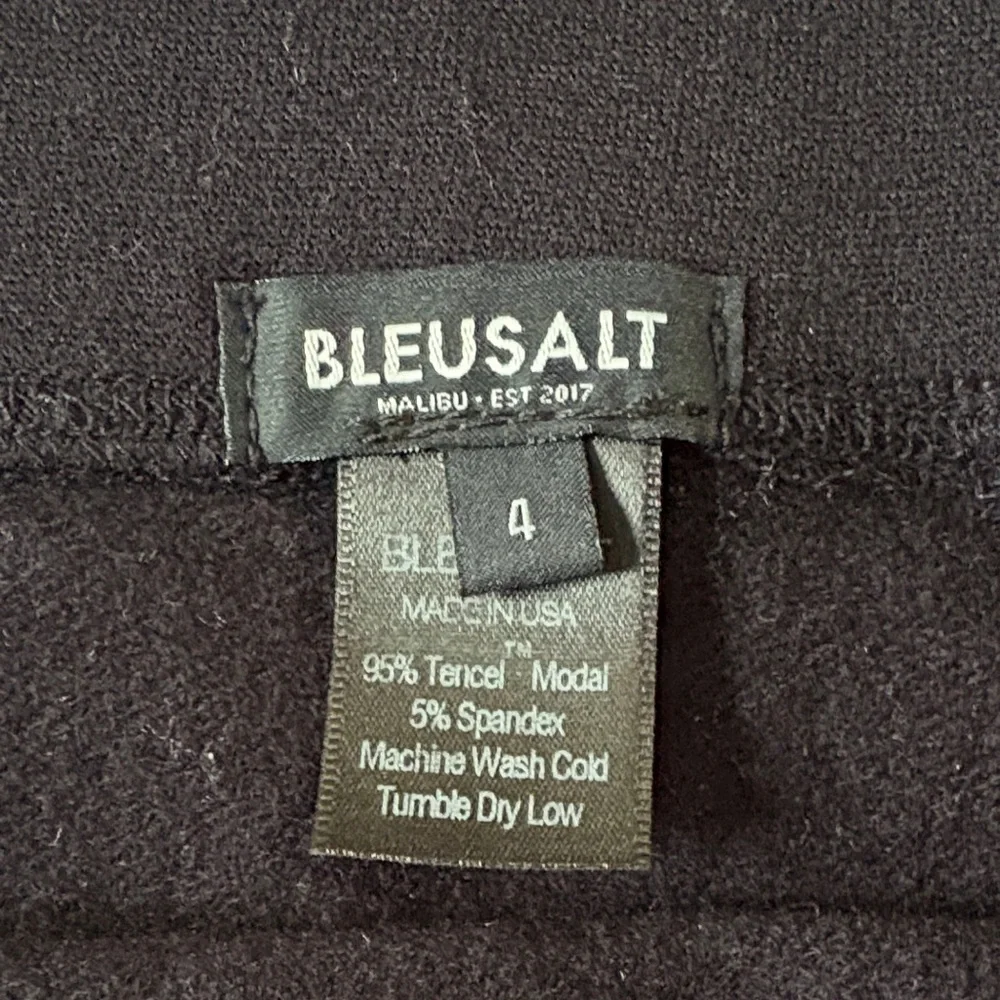 BLEUSALT
MALIBU • EST 2017
4
BLE
MADE IN USA
95% Tencel™ Modal
5% Spandex
Machine Wash Cold
Tumble Dry Low